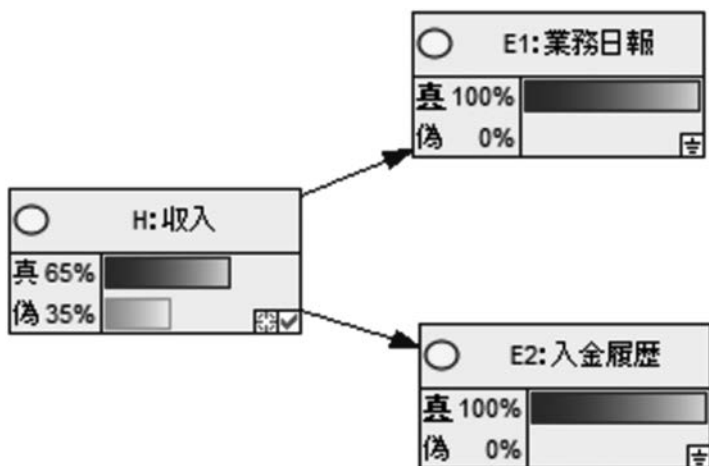 E1:業務日報
真 100%
偽 0%
H:収入
真 65%
偽 35%
E2:入金履歴
真 100%
偽 0%